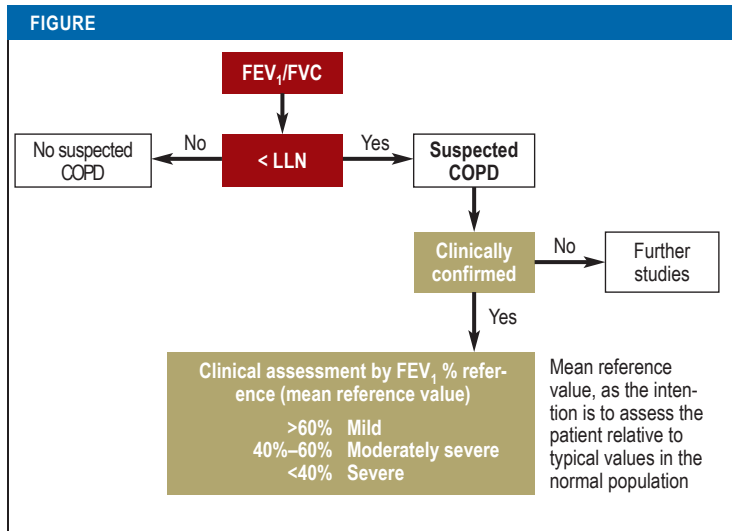 FIGURE
FEV₁/FVC
No
Yes
No suspected
COPD
< LLN
Suspected
COPD
Clinically
confirmed
No
Further
studies
Yes
Clinical assessment by FEV₁ % refer-
ence (mean reference value)
>60% Mild
40%–60% Moderately severe
<40% Severe
Mean reference
value, as the inten-
tion is to assess the
patient relative to
typical values in the
normal population